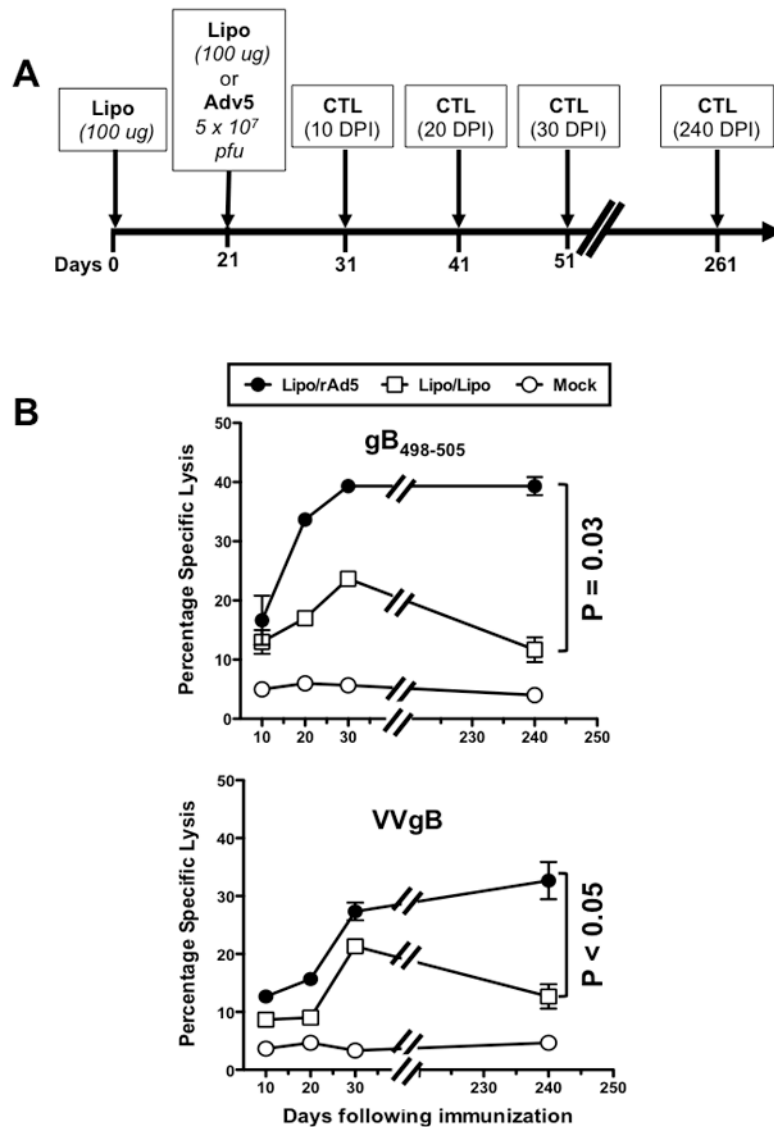 A
Lipo
(100 ug)
Lipo
(100 ug)
or
Adv5
5 x 10⁷
pfu
CTL
(10 DPI)
CTL
(20 DPI)
CTL
(30 DPI)
CTL
(240 DPI)
Days 0 21 31 41 51 261
B
Lipo/rAd5 Lipo/Lipo Mock
gB₄₉₈₋₅₀₅
Percentage Specific Lysis
50
40
30
20
10
0
10 20 30 230 240 250
P = 0.03
VVgB
Percentage Specific Lysis
50
40
30
20
10
0
10 20 30 230 240 250
P < 0.05
Days following immunization